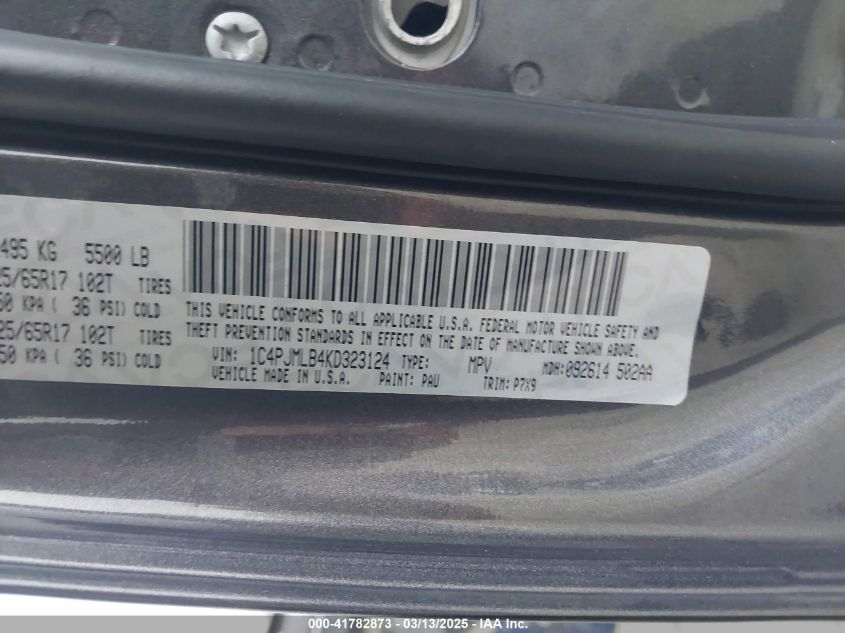 495 KG 5500 LB
25/65R17 102T TIRES
50 KPA ( 36 PSI) COLD
25/65R17 102T TIRES
50 KPA ( 36 PSI) COLD
THIS VEHICLE CONFORMS TO ALL APPLICABLE U.S.A. FEDERAL MOTOR VEHICLE SAFETY AND
THEFT PREVENTION STANDARDS IN EFFECT ON THE DATE OF MANUFACTURE SHOWN ABOVE.
VIN: 1C4PJMLB4KD323124 TYPE: MPV MDH:092614 502AA
VEHICLE MADE IN U.S.A. PAINT: PAU TRIM: P7X9
000-41782873 - 03/13/2025 - IAA Inc.